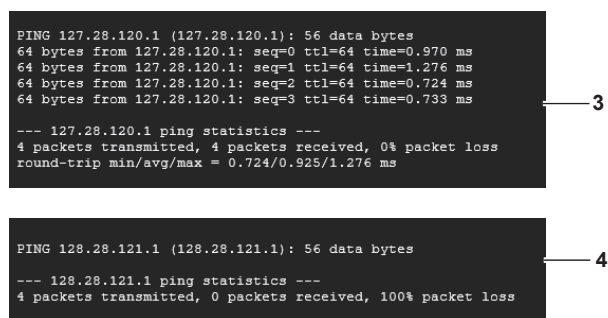 PING 127.28.120.1 (127.28.120.1): 56 data bytes
64 bytes from 127.28.120.1: seq=0 ttl=64 time=0.970 ms
64 bytes from 127.28.120.1: seq=1 ttl=64 time=1.276 ms
64 bytes from 127.28.120.1: seq=2 ttl=64 time=0.724 ms
64 bytes from 127.28.120.1: seq=3 ttl=64 time=0.733 ms
3
--- 127.28.120.1 ping statistics ---
4 packets transmitted, 4 packets received, 0% packet loss
round-trip min/avg/max = 0.724/0.925/1.276 ms
PING 128.28.121.1 (128.28.121.1): 56 data bytes
4
--- 128.28.121.1 ping statistics ---
4 packets transmitted, 0 packets received, 100% packet loss